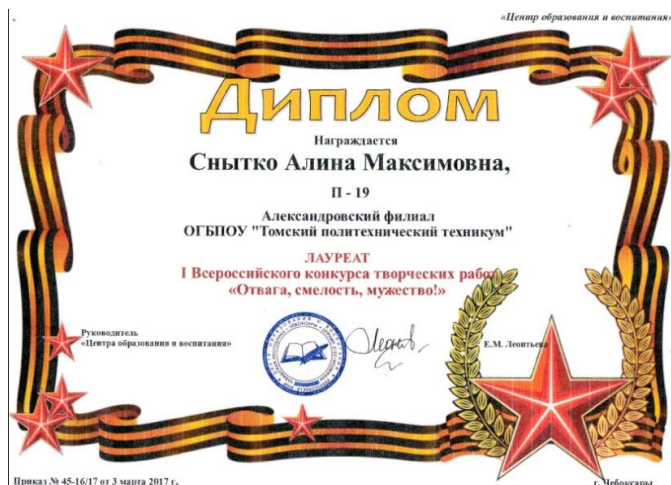 «Центр образования и воспитания»
Диплом
Награждается
Снытко Алина Максимовна,
П - 19
Александровский филиал
ОГБПОУ "Томский политехнический техникум"
ЛАУРЕАТ
I Всероссийского конкурса творческих работ
«Отвага, смелость, мужество!»
Руководитель
«Центра образования и воспитания»
Е.М. Леонтьева
Приказ № 45-16/17 от 3 марта 2017 г.
г. Чебоксары